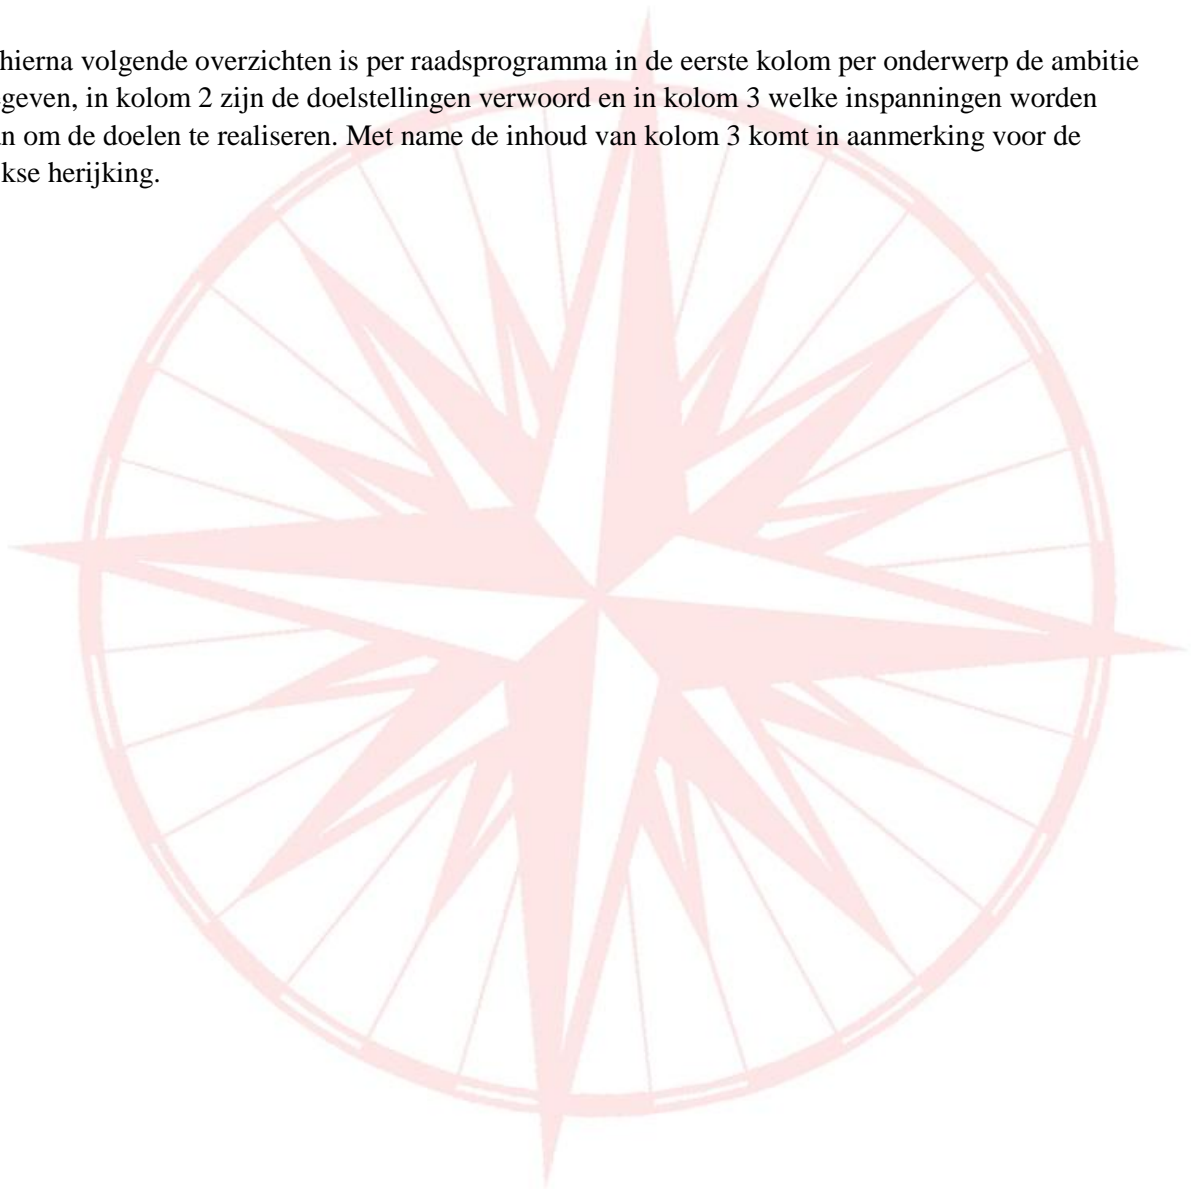 hierna volgende overzichten is per raadsprogramma in de eerste kolom per onderwerp de ambitie
geven, in kolom 2 zijn de doelstellingen verwoord en in kolom 3 welke inspanningen worden
n om de doelen te realiseren. Met name de inhoud van kolom 3 komt in aanmerking voor de
kse herijking.